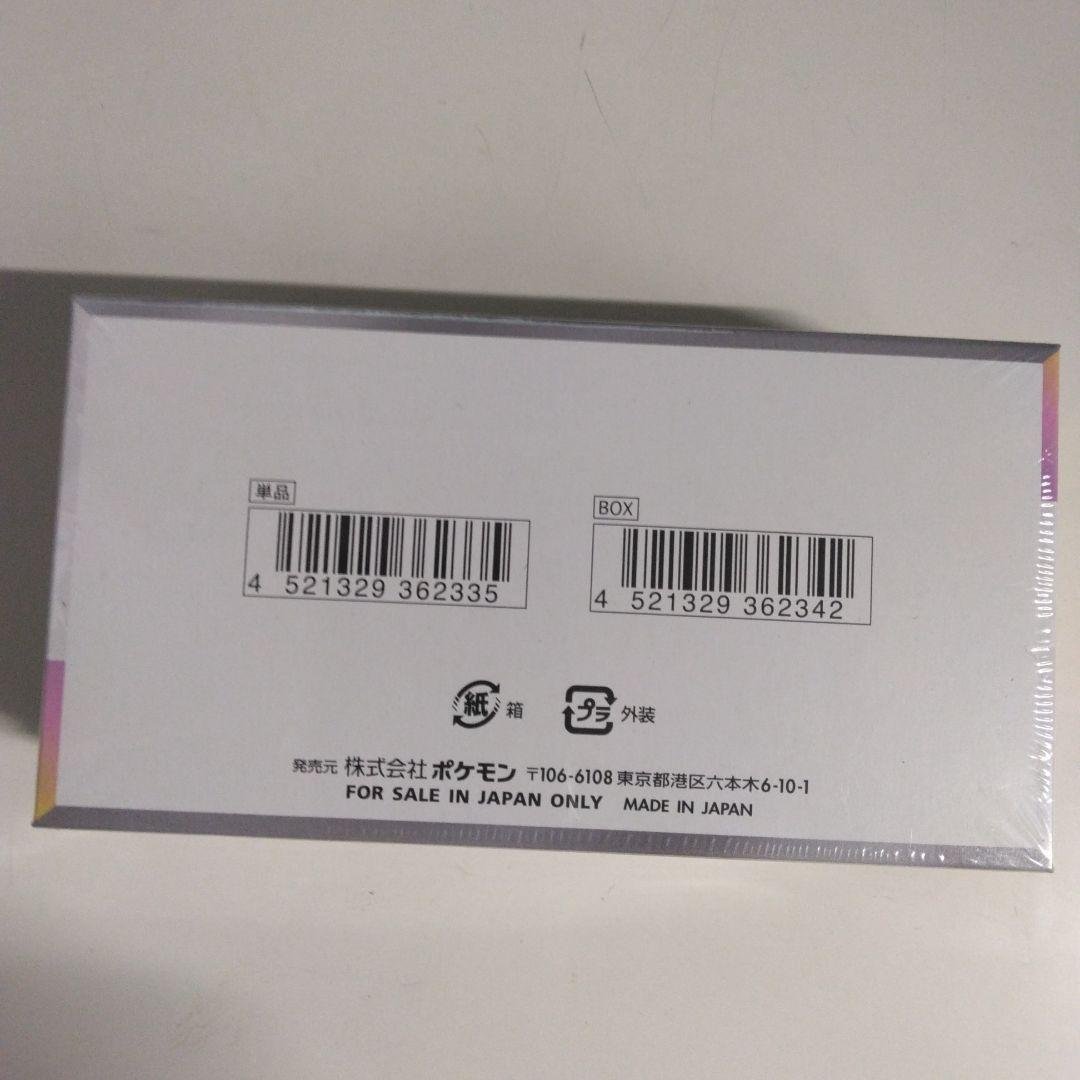 単品
BOX
4 521329 362335
4 521329 362342
紙 箱
プラ 外装
発売元 株式会社 ポケモン 〒106-6108 東京都港区六本木6-10-1
FOR SALE IN JAPAN ONLY MADE IN JAPAN